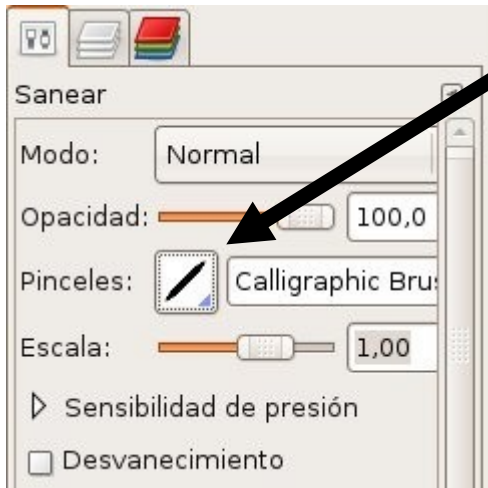 Sanear
Modo: Normal
Opacidad: 100,0
Pinceles: Calligraphic Brus
Escala: 1,00
Sensibilidad de presión
Desvanecimiento